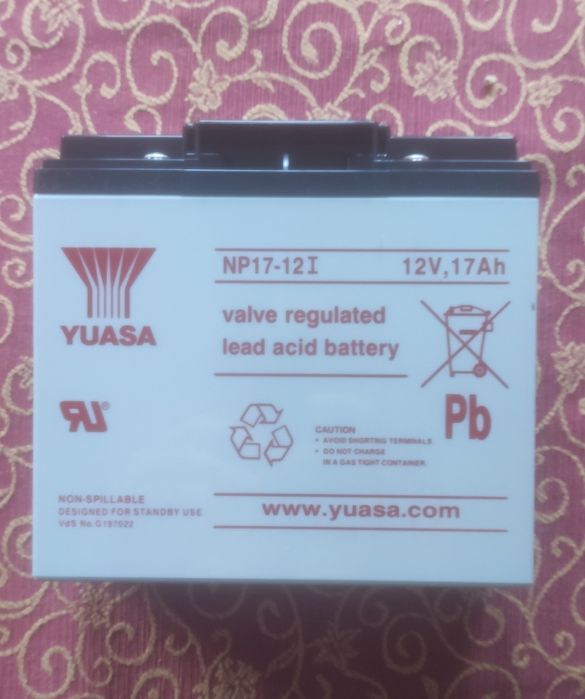 NP17-12I 12V,17Ah
YUASA
valve regulated
lead acid battery
Pb
CAUTION
• AVOID SHORTING TERMINALS
• DO NOT CHARGE
IN A GAS TIGHT CONTAINER
NON-SPILLABLE
DESIGNED FOR STANDBY USE
VdS No.G197022
www.yuasa.com